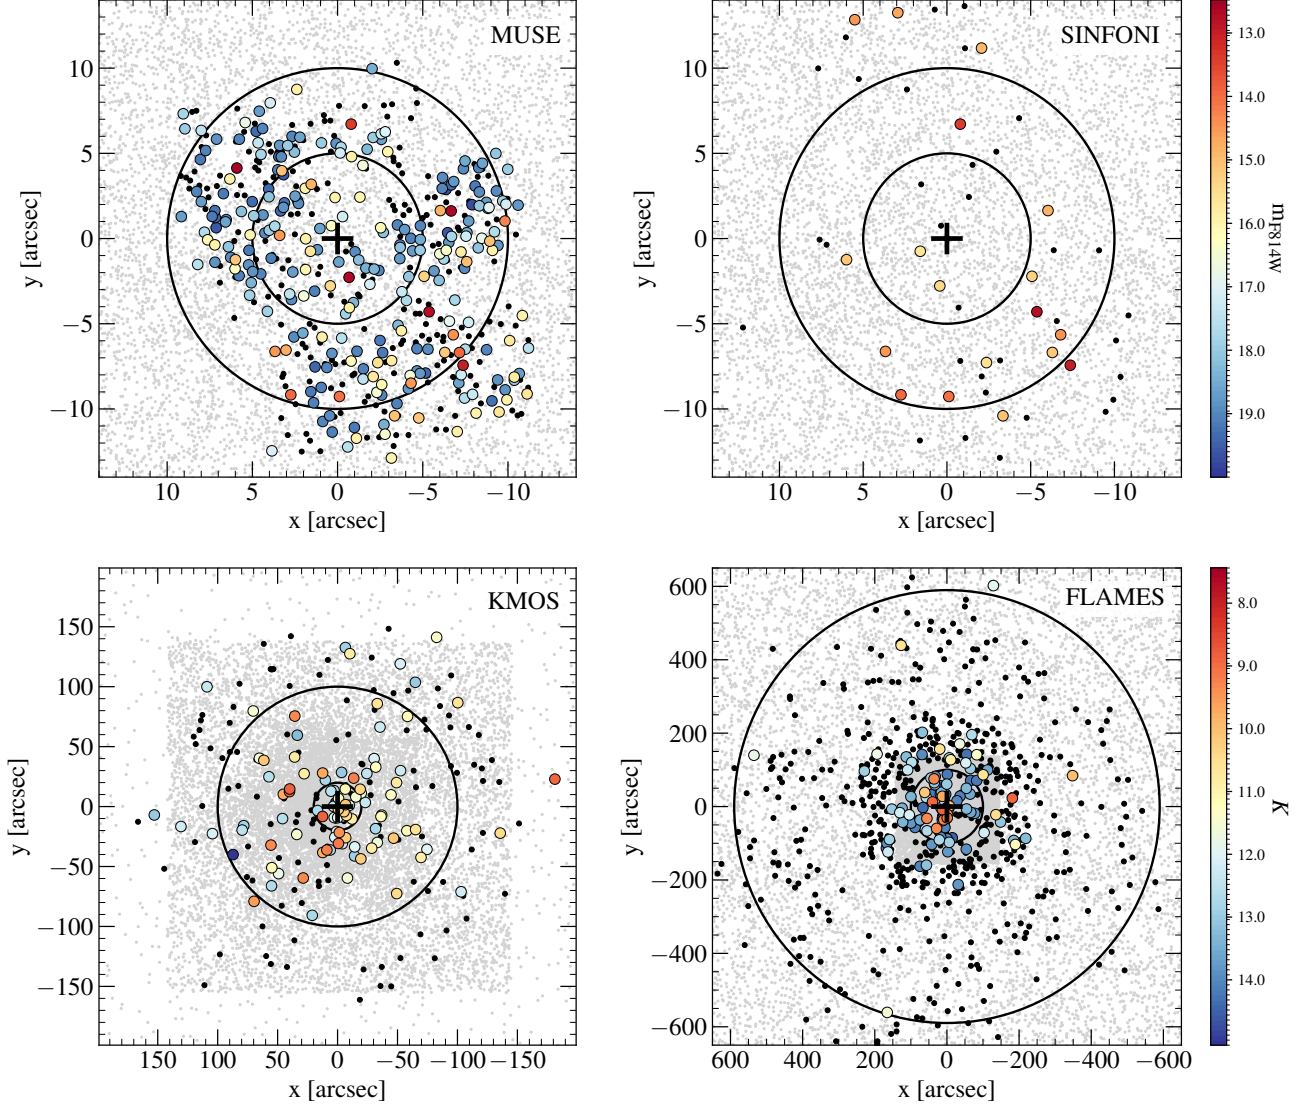 MUSE
10
5
0
−5
−10
y [arcsec]
10 5 0 −5 −10
x [arcsec]
SINFONI
10
5
0
−5
−10
y [arcsec]
10 5 0 −5 −10
x [arcsec]
13.0
14.0
15.0
16.0
17.0
18.0
19.0
mF814W
KMOS
150
100
50
0
−50
−100
−150
y [arcsec]
150 100 50 0 −50 −100 −150
x [arcsec]
FLAMES
600
400
200
0
−200
−400
−600
y [arcsec]
600 400 200 0 −200 −400 −600
x [arcsec]
8.0
9.0
10.0
11.0
12.0
13.0
14.0
K